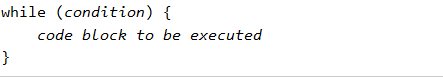 while (condition) {
    code block to be executed
}